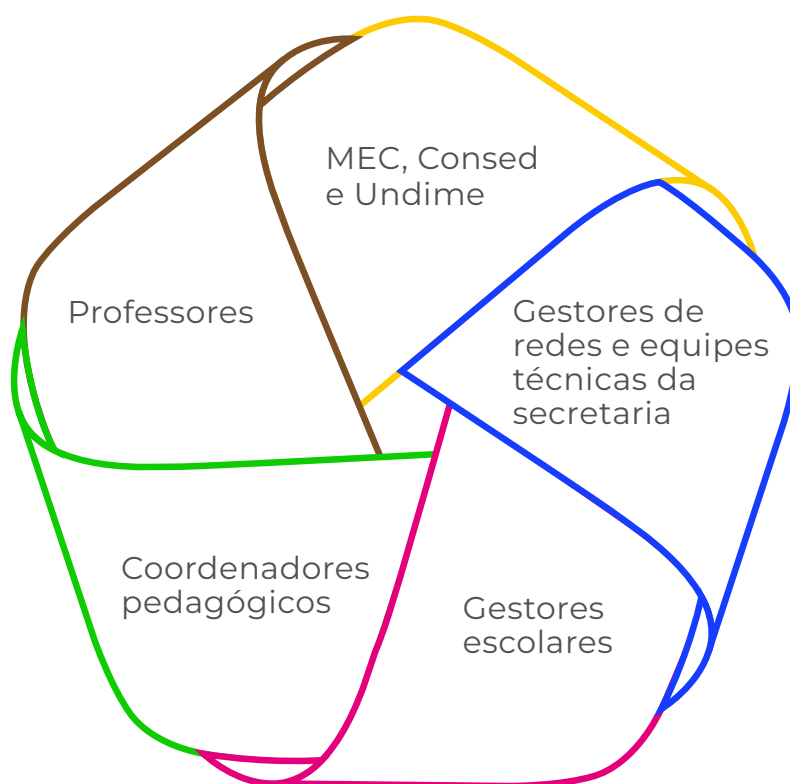 MEC, Consed
e Undime
Professores
Gestores de
redes e equipes
técnicas da
secretaria
Coordenadores
pedagógicos
Gestores
escolares